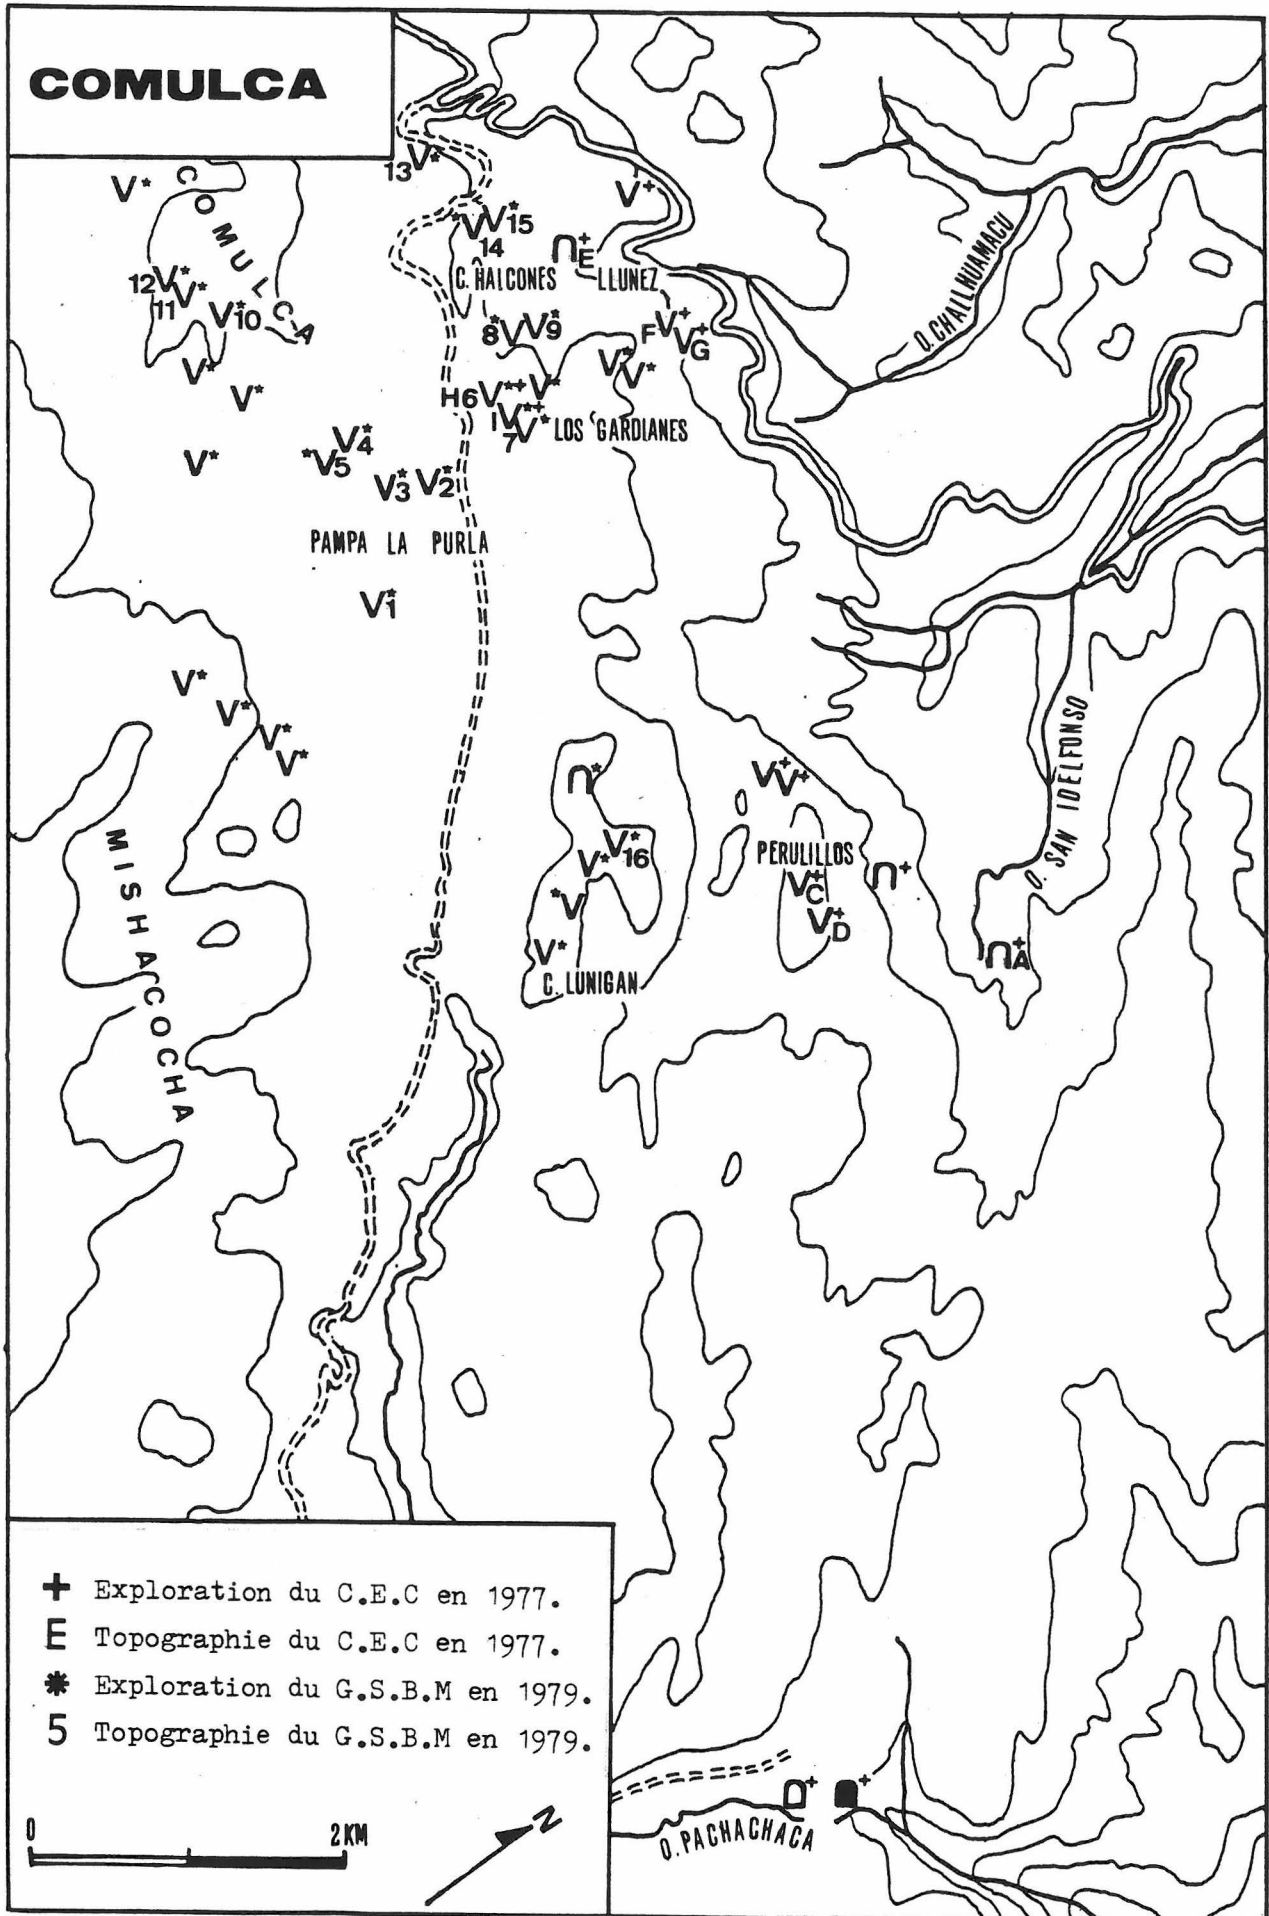 COMULCA
COMULCA
13 V*
V*
V+
*V V*15
14
∩+E
C. HALCONES
LLUNEZ
12 V*
11 V*
V*10
*8 V V*9
F V+
V+G
V*
V*
V*
V*
H6 V*+
V*
I V*+
7 V*
LOS GARDIANES
O. CHALLHUAMACU
V*4
*V5
V*
V*3
V*2
PAMPA LA PURLA
V*1
V*
V*
V*
V*
∩*
V+ V+
V*16
V*
PERULILLOS
V+C
∩+
*V
V+D
V*
C. LUNIGAN
∩+A
O. SAN IDELFONSO
MISHACOCHA
+ Exploration du C.E.C en 1977.
E Topographie du C.E.C en 1977.
* Exploration du G.S.B.M en 1979.
5 Topographie du G.S.B.M en 1979.
0 2KM
N
O. PACHACHACA